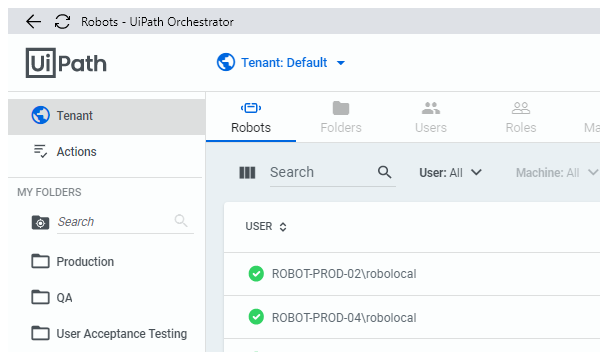 Robots - UiPath Orchestrator
UiPath
Tenant: Default
Tenant
Actions
MY FOLDERS
Search
Production
QA
User Acceptance Testing
Robots
Folders
Users
Roles
Ma
Search
User: All
Machine: All
USER
ROBOT-PROD-02\robolocal
ROBOT-PROD-04\robolocal